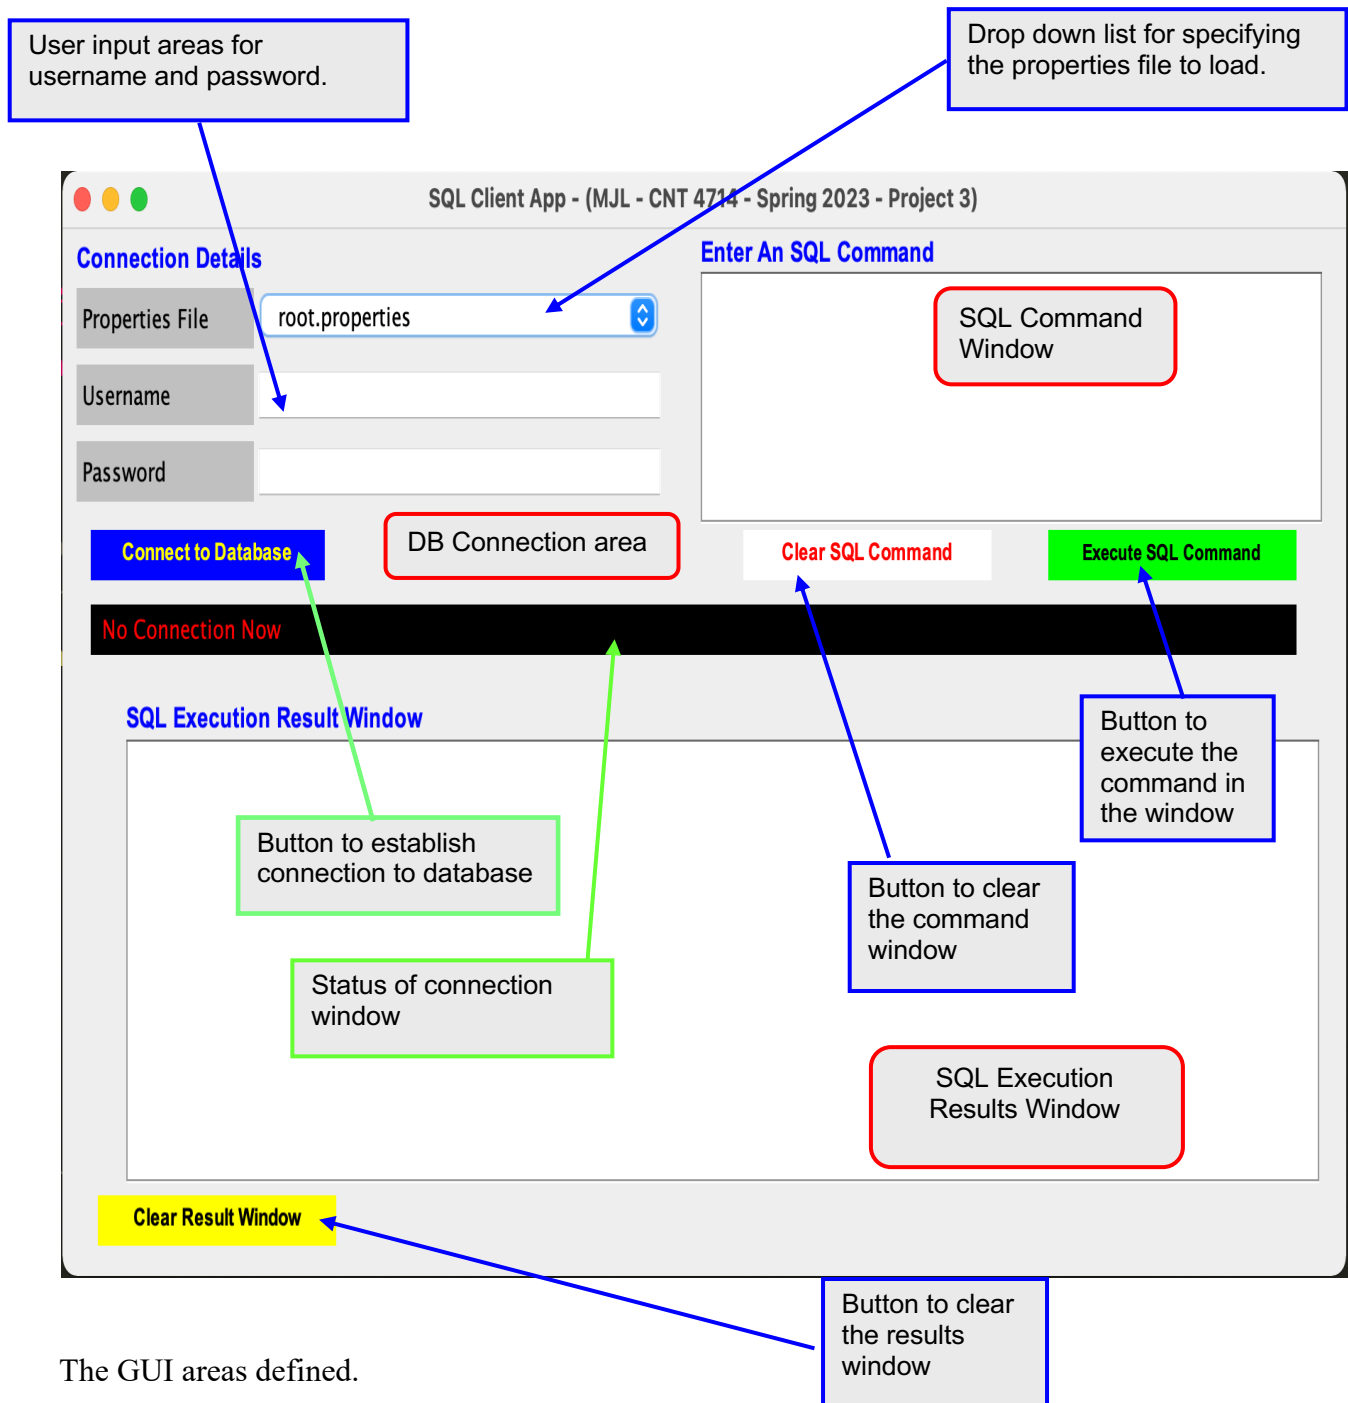 User input areas for
username and password.
Drop down list for specifying
the properties file to load.
SQL Client App - (MJL - CNT 4714 - Spring 2023 - Project 3)
Connection Details
Properties File
root.properties
Username
Password
Connect to Database
DB Connection area
Enter An SQL Command
SQL Command
Window
Clear SQL Command
Execute SQL Command
No Connection Now
SQL Execution Result Window
Button to
execute the
command in
the window
Button to establish
connection to database
Button to clear
the command
window
Status of connection
window
SQL Execution
Results Window
Clear Result Window
Button to clear
the results
window
The GUI areas defined.